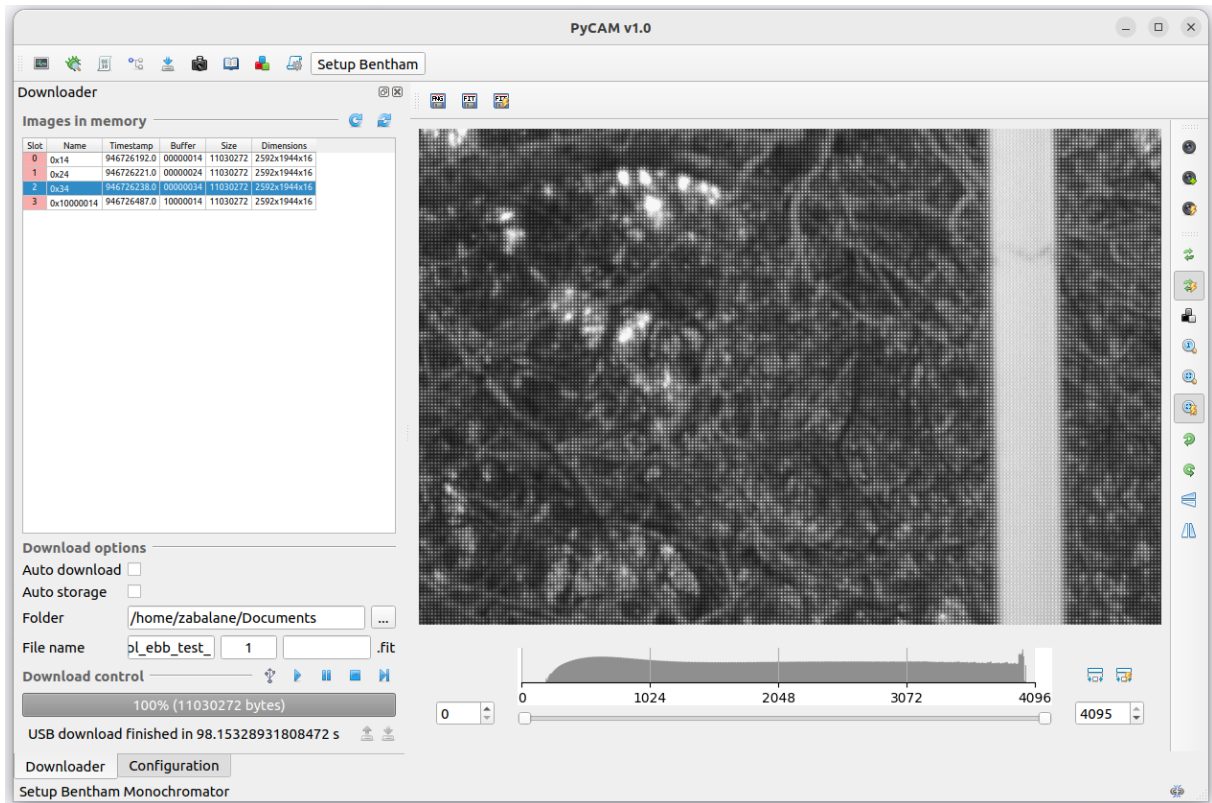 PyCAM v1.0
Setup Bentham
Downloader
Images in memory
Slot Name Timestamp Buffer Size Dimensions
0 0x14 946726192.0 00000014 11030272 2592x1944x16
1 0x24 946726221.0 00000024 11030272 2592x1944x16
2 0x34 946726238.0 00000034 11030272 2592x1944x16
3 0x10000014 946726487.0 10000014 11030272 2592x1944x16
Download options
Auto download
Auto storage
Folder /home/zabalane/Documents ...
File name pl_ebb_test_ 1 .fit
Download control
100% (11030272 bytes)
USB download finished in 98.15328931808472 s
Downloader Configuration
Setup Bentham Monochromator
PNG FIT FIT
0 1024 2048 3072 4096
0 4095